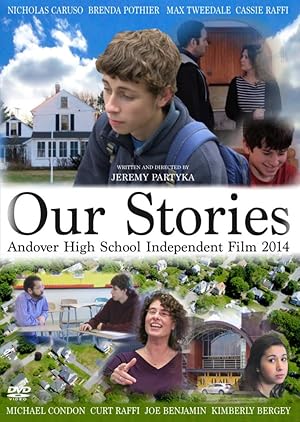 NICHOLAS CARUSO BRENDA POTHIER MAX TWEEDALE CASSIE RAFFI
WRITTEN AND DIRECTED BY
JEREMY PARTYKA
Our Stories
Andover High School Independent Film 2014
DVD
VIDEO
MICHAEL CONDON CURT RAFFI JOE BENJAMIN KIMBERLY BERGEY